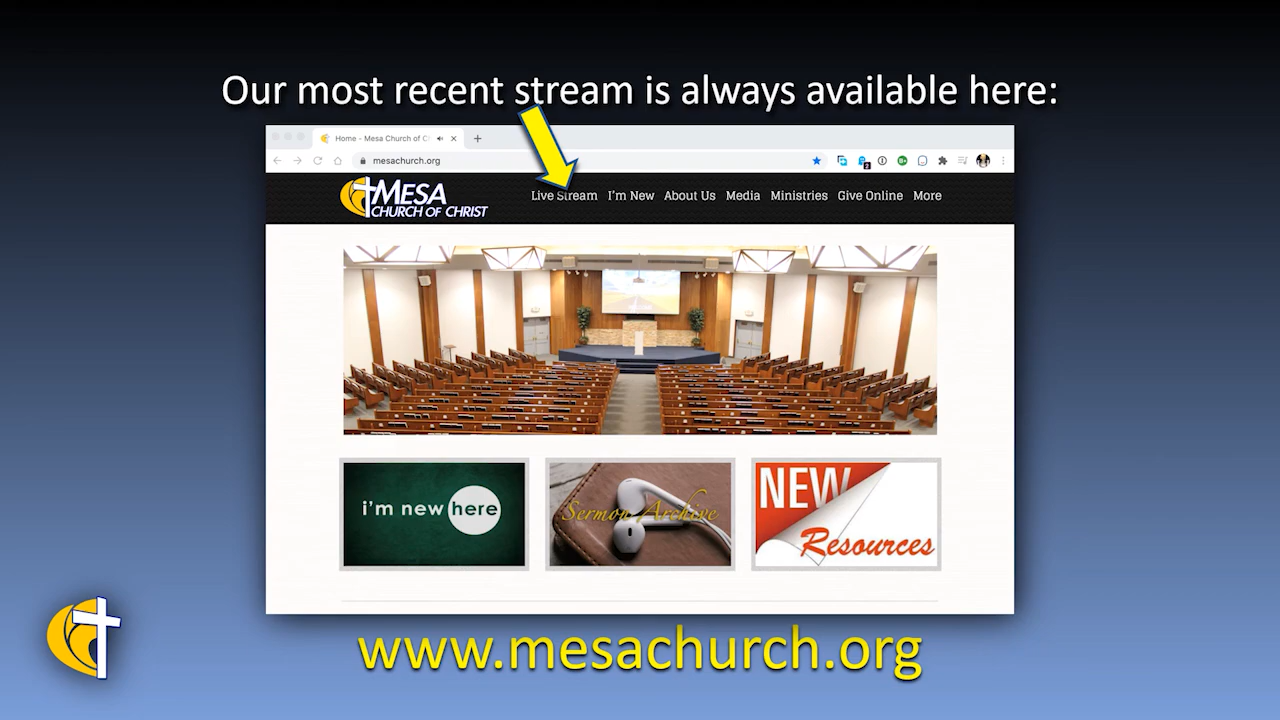 Our most recent stream is always available here:
Home - Mesa Church of C
mesachurch.org
2
MESA
CHURCH OF CHRIST
Live Stream I'm New About Us Media Ministries Give Online More
i'm new here
Sermon Archive
NEW
Resources
www.mesachurch.org